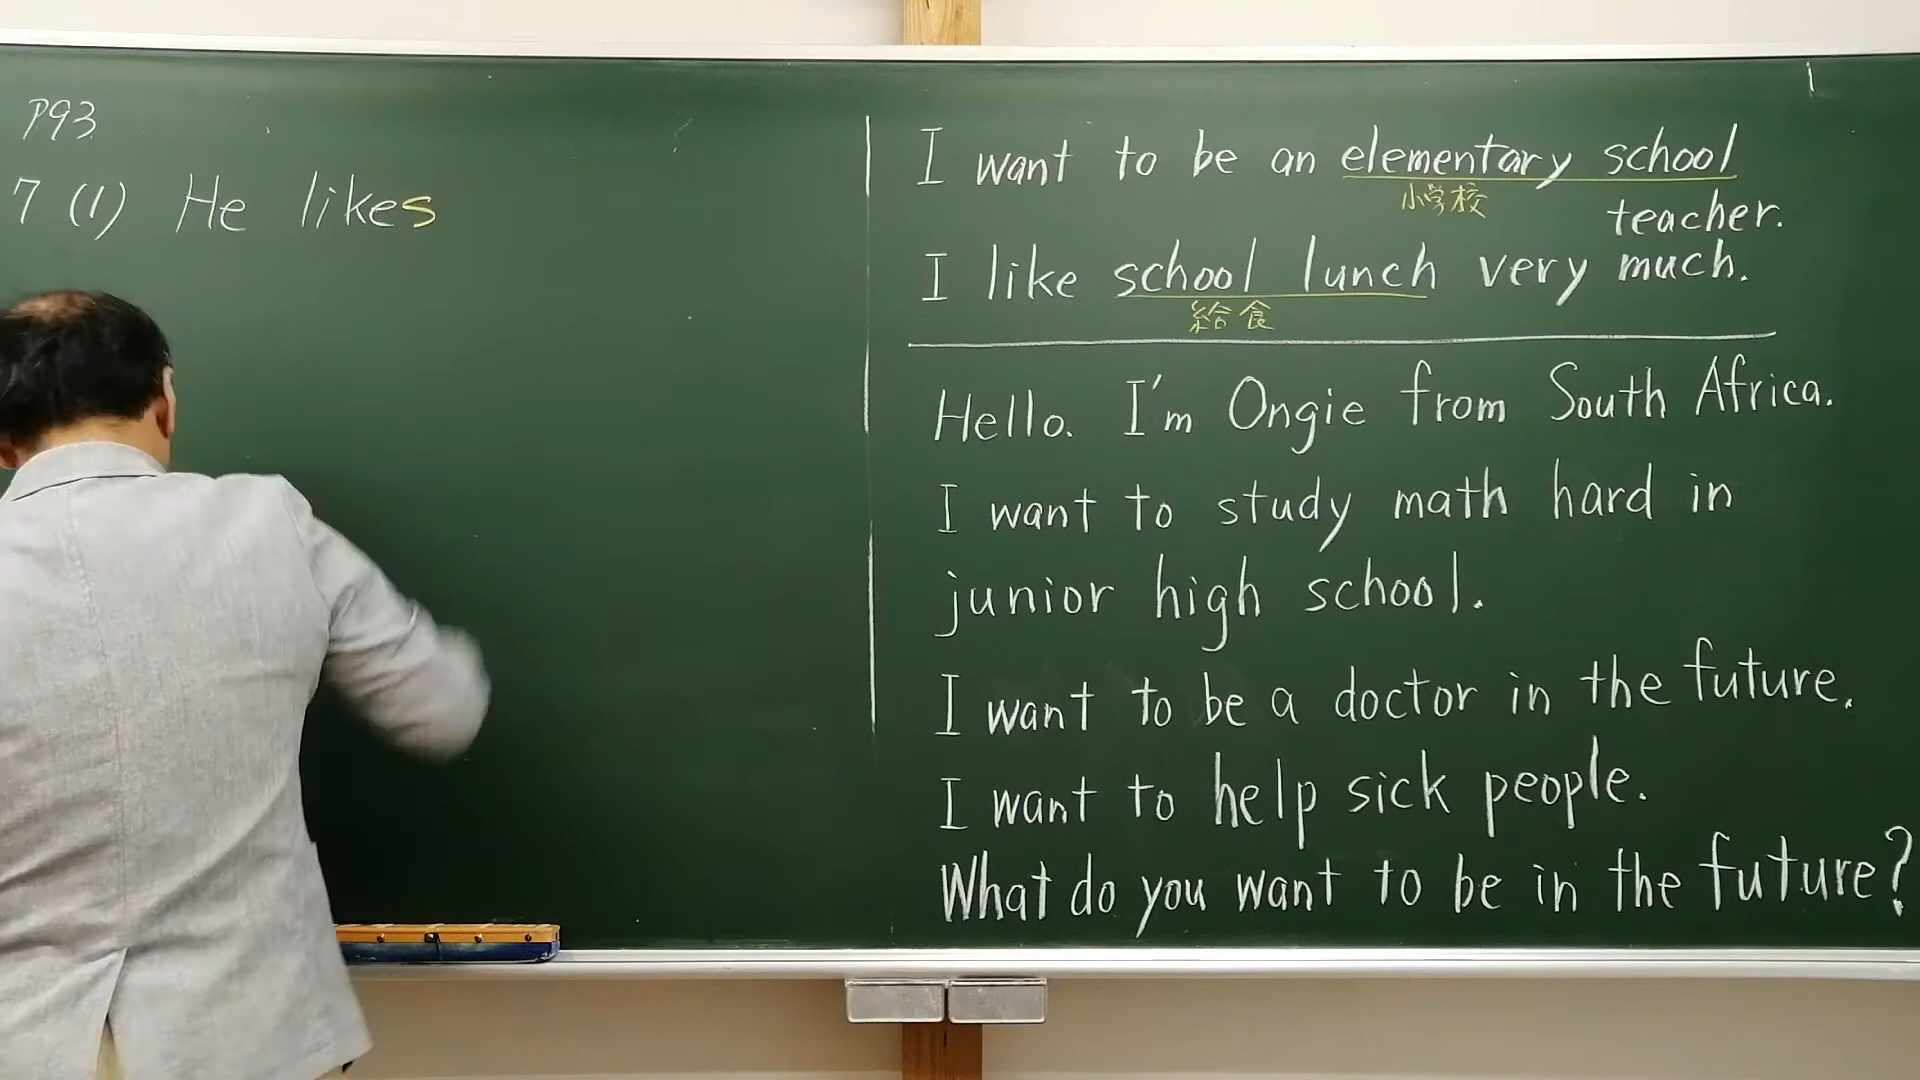 P93
7 (1) He likes
I want to be an elementary school
小学校
teacher.
I like school lunch very much.
給食
Hello. I'm Ongie from South Africa.
I want to study math hard in
junior high school.
I want to be a doctor in the future.
I want to help sick people.
What do you want to be in the future?